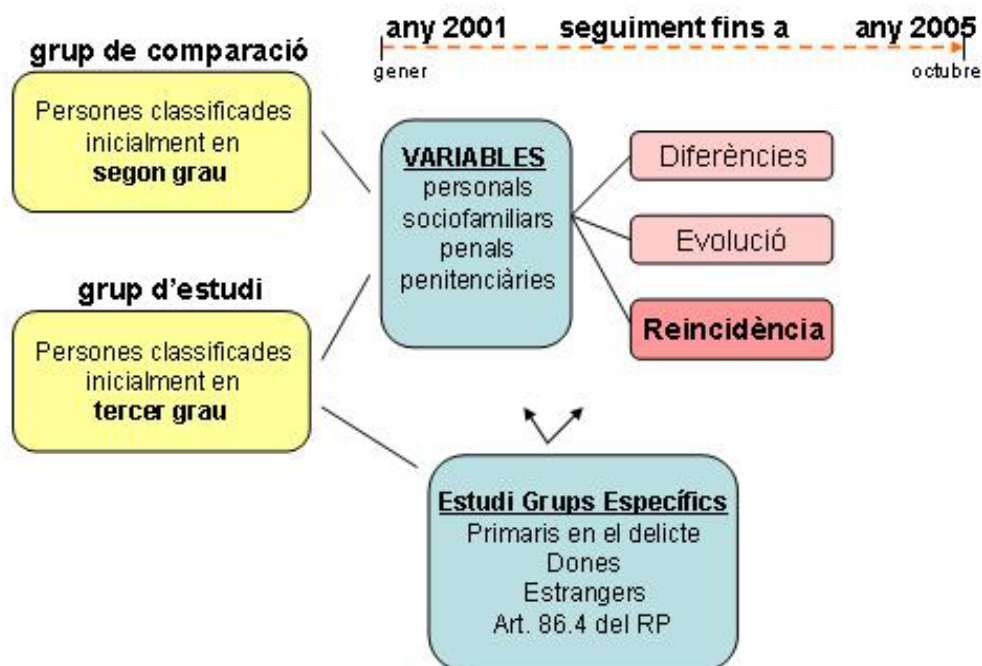 any 2001 seguiment fins a any 2005
gener octubre
grup de comparació
Persones classificades
inicialment en
segon grau
grup d'estudi
Persones classificades
inicialment en
tercer grau
VARIABLES
personals
sociofamiliars
penals
penitenciàries
Diferències
Evolució
Reincidència
Estudi Grups Específics
Primaris en el delicte
Dones
Estrangers
Art. 86.4 del RP